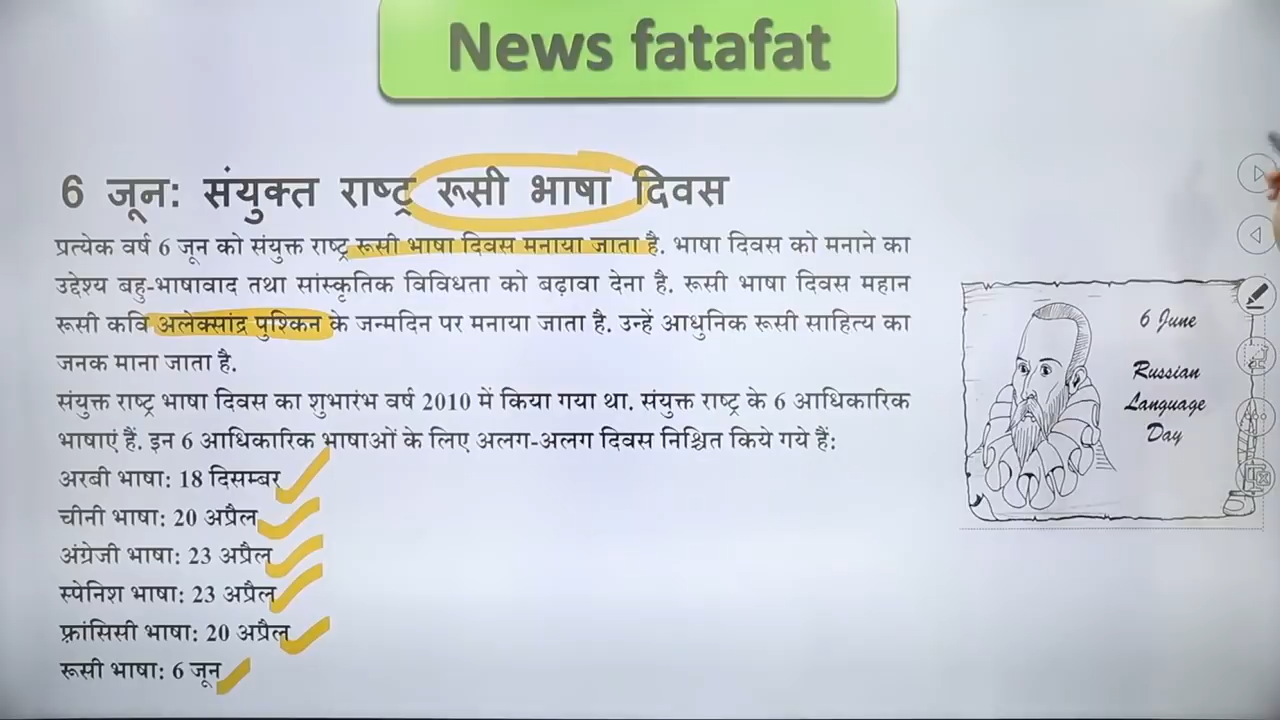 News fatafat
6 जून: संयुक्त राष्ट्र रूसी भाषा दिवस
प्रत्येक वर्ष 6 जून को संयुक्त राष्ट्र रूसी भाषा दिवस मनाया जाता है. भाषा दिवस को मनाने का
उद्देश्य बहु-भाषावाद तथा सांस्कृतिक विविधता को बढ़ावा देना है. रूसी भाषा दिवस महान
रूसी कवि अलेक्सांद्र पुश्किन के जन्मदिन पर मनाया जाता है. उन्हें आधुनिक रूसी साहित्य का
जनक माना जाता है.
संयुक्त राष्ट्र भाषा दिवस का शुभारंभ वर्ष 2010 में किया गया था. संयुक्त राष्ट्र के 6 आधिकारिक
भाषाएं हैं. इन 6 आधिकारिक भाषाओं के लिए अलग-अलग दिवस निश्चित किये गये हैं:
अरबी भाषा: 18 दिसम्बर
चीनी भाषा: 20 अप्रैल
अंग्रेजी भाषा: 23 अप्रैल
स्पेनिश भाषा: 23 अप्रैल
फ़्रांसिसी भाषा: 20 अप्रैल
रूसी भाषा: 6 जून
6 June
Russian
Language
Day